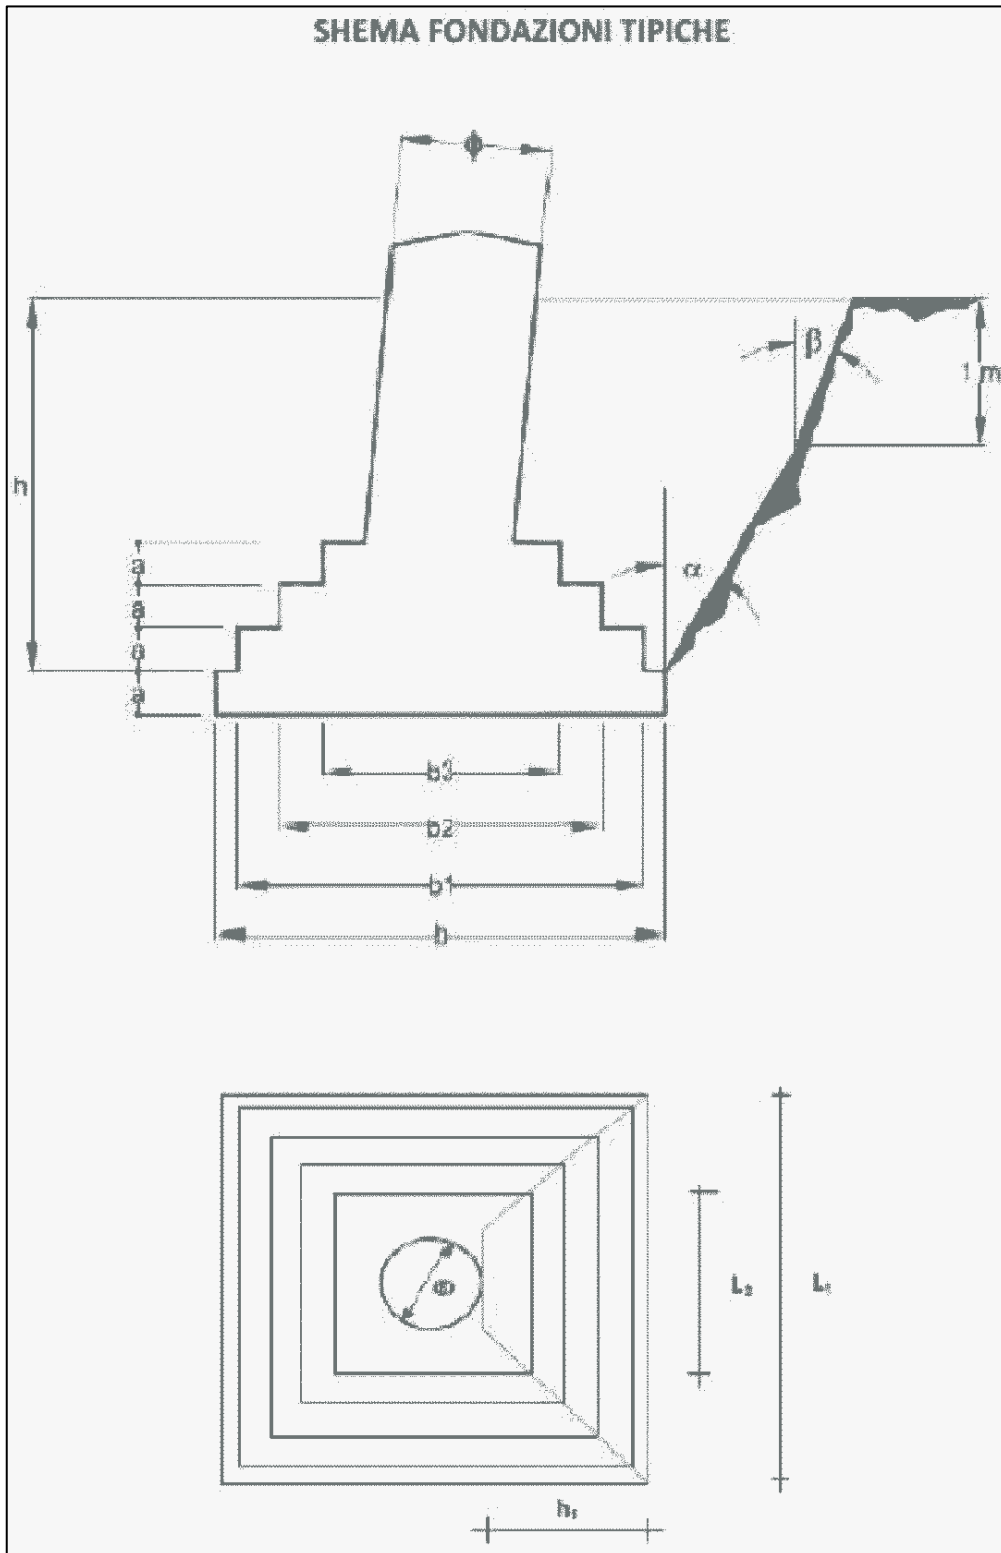 SHEMA FONDAZIONI TIPICHE
Φ
β
1 m
h
a
α
a
a
a
b3
b2
b1
b
Φ
L₂
L₁
h₁